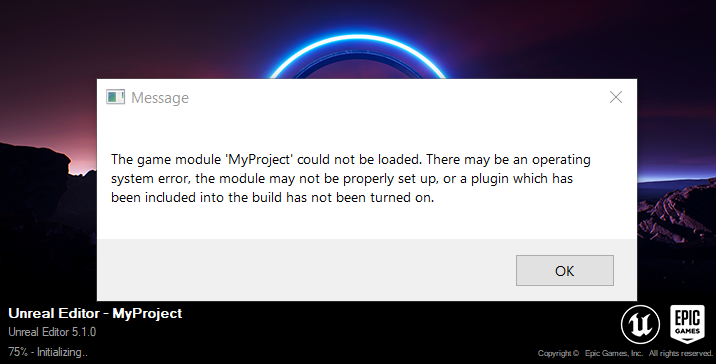 Message
The game module 'MyProject' could not be loaded. There may be an operating
system error, the module may not be properly set up, or a plugin which has
been included into the build has not been turned on.
OK
Unreal Editor - MyProject
Unreal Editor 5.1.0
75% - Initializing..
EPIC
GAMES
Copyright © Epic Games, Inc. All rights reserved.